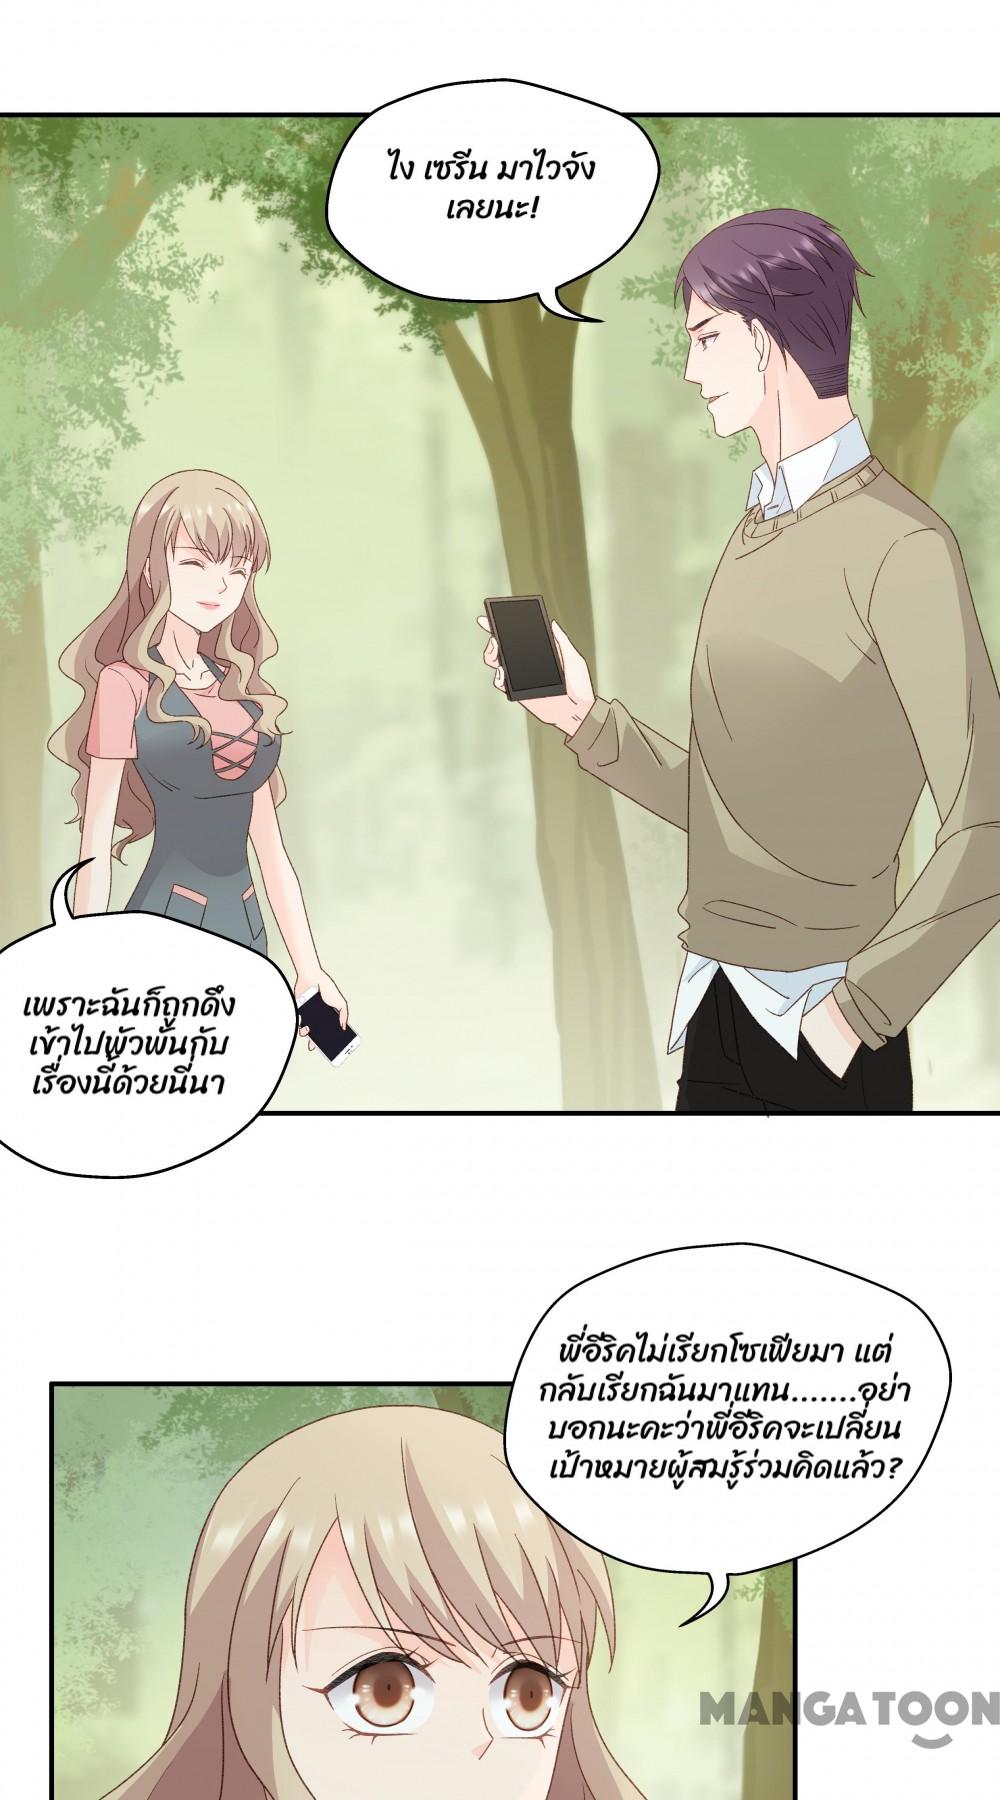 ไง เซรีน มาไวจัง
เลยนะ!
เพราะฉันก็ถูกดึง
เข้าไปพัวพันกับ
เรื่องนี้ด้วยนี่นา
พี่อีริคไม่เรียกโซเฟียมา แต่
กลับเรียกฉันมาแทน.......อย่า
บอกนะคะว่าพี่อีริคจะเปลี่ยน
เป้าหมายผู้สมรู้ร่วมคิดแล้ว?
MANGATOON